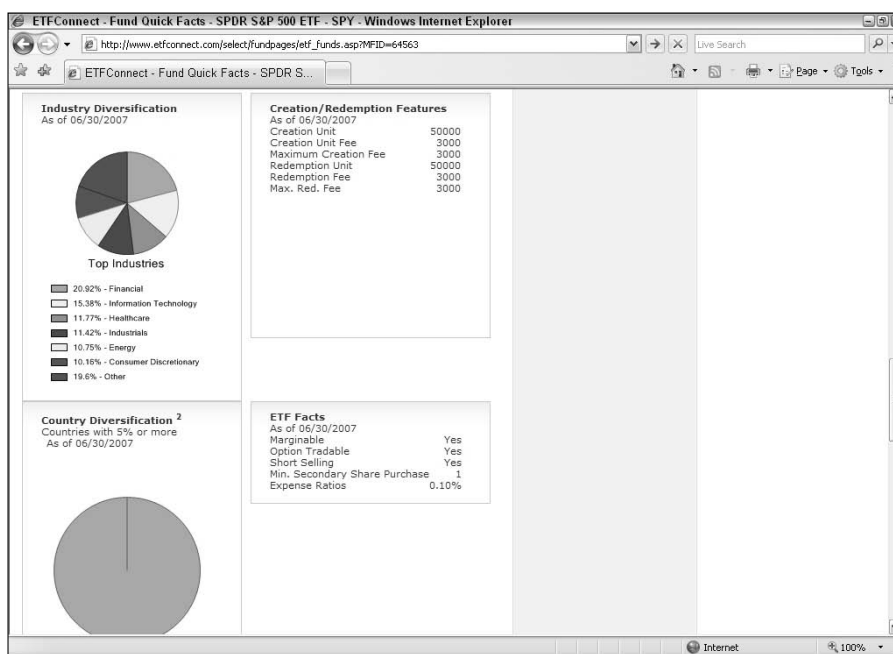 ETFConnect - Fund Quick Facts - SPDR S&P 500 ETF - SPY - Windows Internet Explorer
http://www.etfconnect.com/select/fundpages/etf_funds.asp?MFID=64563
Live Search
ETFConnect - Fund Quick Facts - SPDR S...
Page
Tools
Industry Diversification
As of 06/30/2007
Top Industries
20.92% - Financial
15.38% - Information Technology
11.77% - Healthcare
11.42% - Industrials
10.75% - Energy
10.16% - Consumer Discretionary
19.6% - Other
Creation/Redemption Features
As of 06/30/2007
Creation Unit 50000
Creation Unit Fee 3000
Maximum Creation Fee 3000
Redemption Unit 50000
Redemption Fee 3000
Max. Red. Fee 3000
Country Diversification 2
Countries with 5% or more
As of 06/30/2007
ETF Facts
As of 06/30/2007
Marginable Yes
Option Tradable Yes
Short Selling Yes
Min. Secondary Share Purchase 1
Expense Ratios 0.10%
Internet
100%